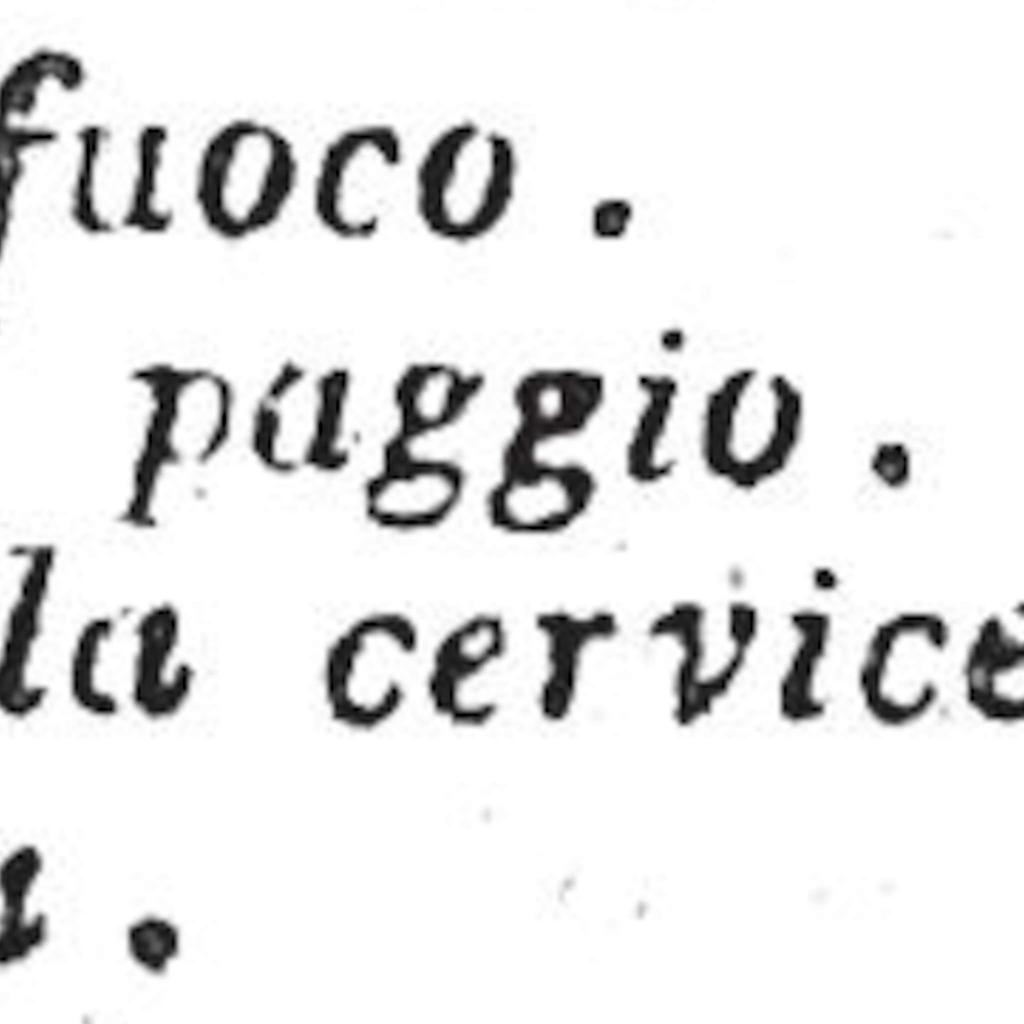 fuoco .
paggio .
la cervice